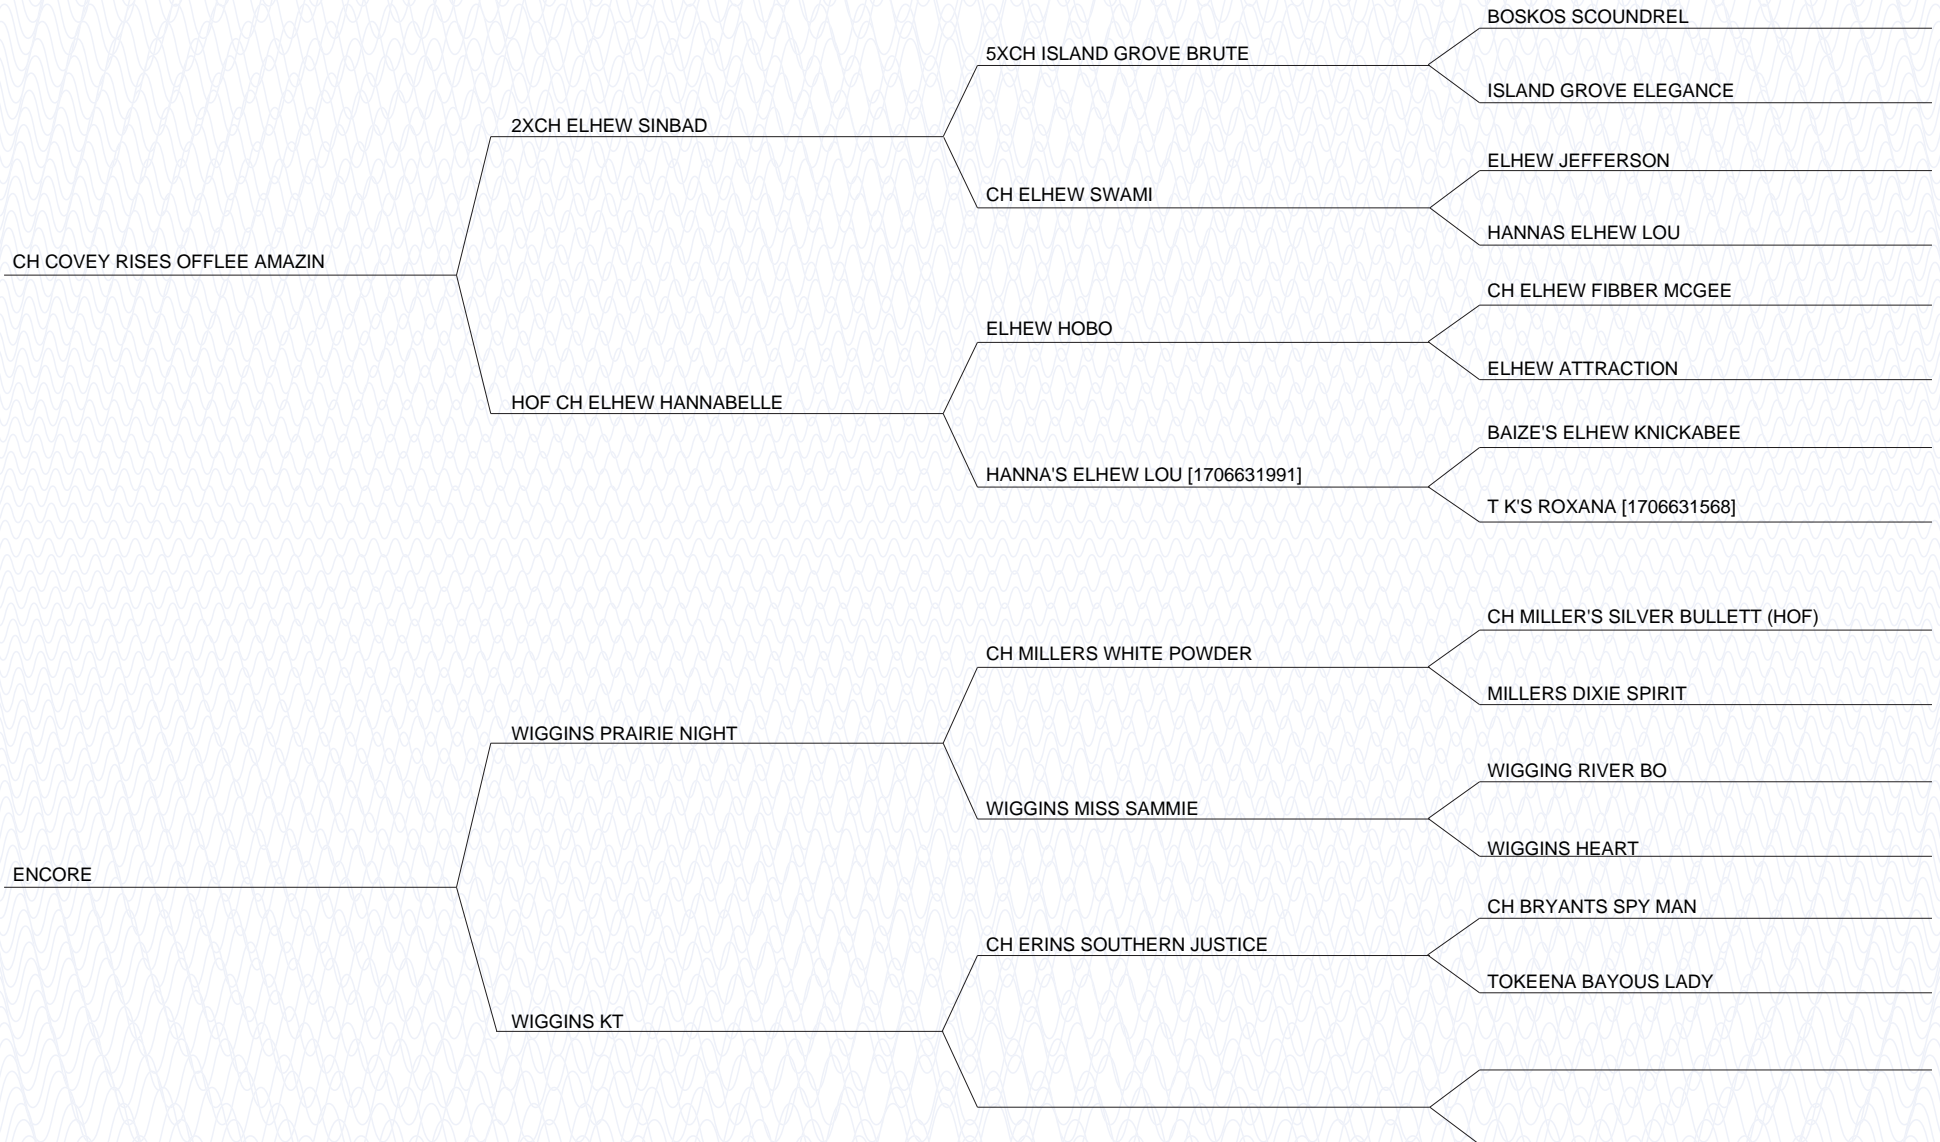 BOSKOS SCOUNDREL
5XCH ISLAND GROVE BRUTE
ISLAND GROVE ELEGANCE
2XCH ELHEW SINBAD
ELHEW JEFFERSON
CH ELHEW SWAMI
HANNAS ELHEW LOU
CH COVEY RISES OFFLEE AMAZIN
CH ELHEW FIBBER MCGEE
ELHEW HOBO
ELHEW ATTRACTION
HOF CH ELHEW HANNABELLE
BAIZE'S ELHEW KNICKABEE
HANNA'S ELHEW LOU [1706631991]
T K'S ROXANA [1706631568]
CH MILLER'S SILVER BULLETT (HOF)
CH MILLERS WHITE POWDER
MILLERS DIXIE SPIRIT
WIGGINS PRAIRIE NIGHT
WIGGING RIVER BO
WIGGINS MISS SAMMIE
WIGGINS HEART
ENCORE
CH BRYANTS SPY MAN
CH ERINS SOUTHERN JUSTICE
TOKEENA BAYOUS LADY
WIGGINS KT